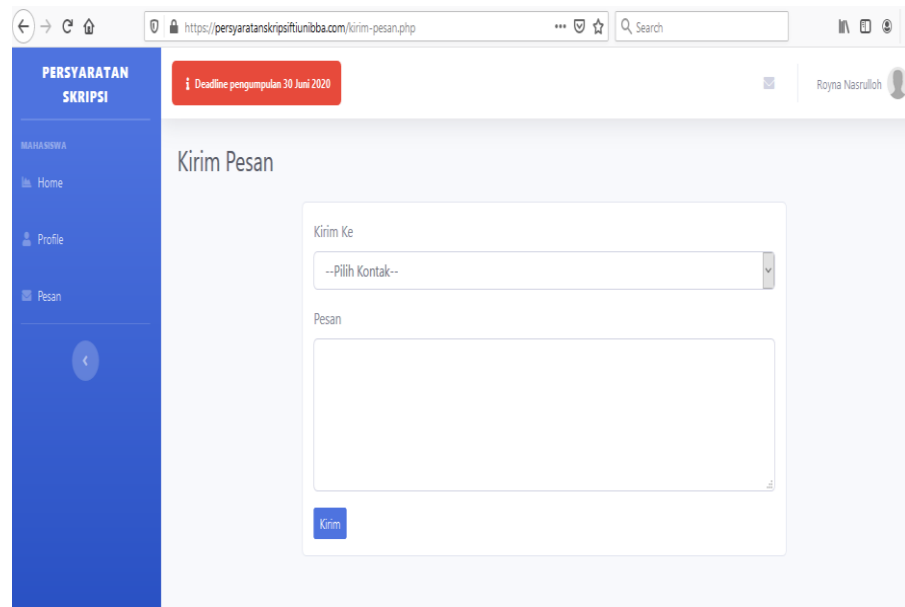 https://persyaratanskripsiftiunibba.com/kirim-pesan.php
Search
PERSYARATAN
SKRIPSI
Deadline pengumpulan 30 Juni 2020
Royna Nasrulloh
MAHASISWA
Home
Profile
Pesan
Kirim Pesan
Kirim Ke
--Pilih Kontak--
Pesan
Kirim